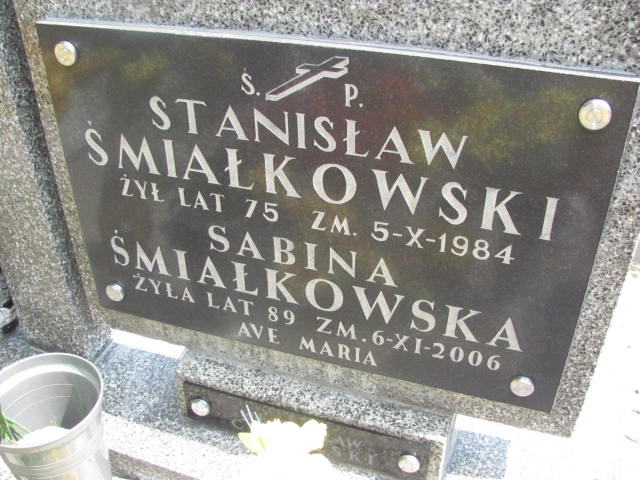 Ś. P.
STANISŁAW
ŚMIAŁKOWSKI
ŻYŁ LAT 75 ZM. 5-X-1984
SABINA
ŚMIAŁKOWSKA
ŻYŁA LAT 89 ZM. 6-XI-2006
AVE MARIA